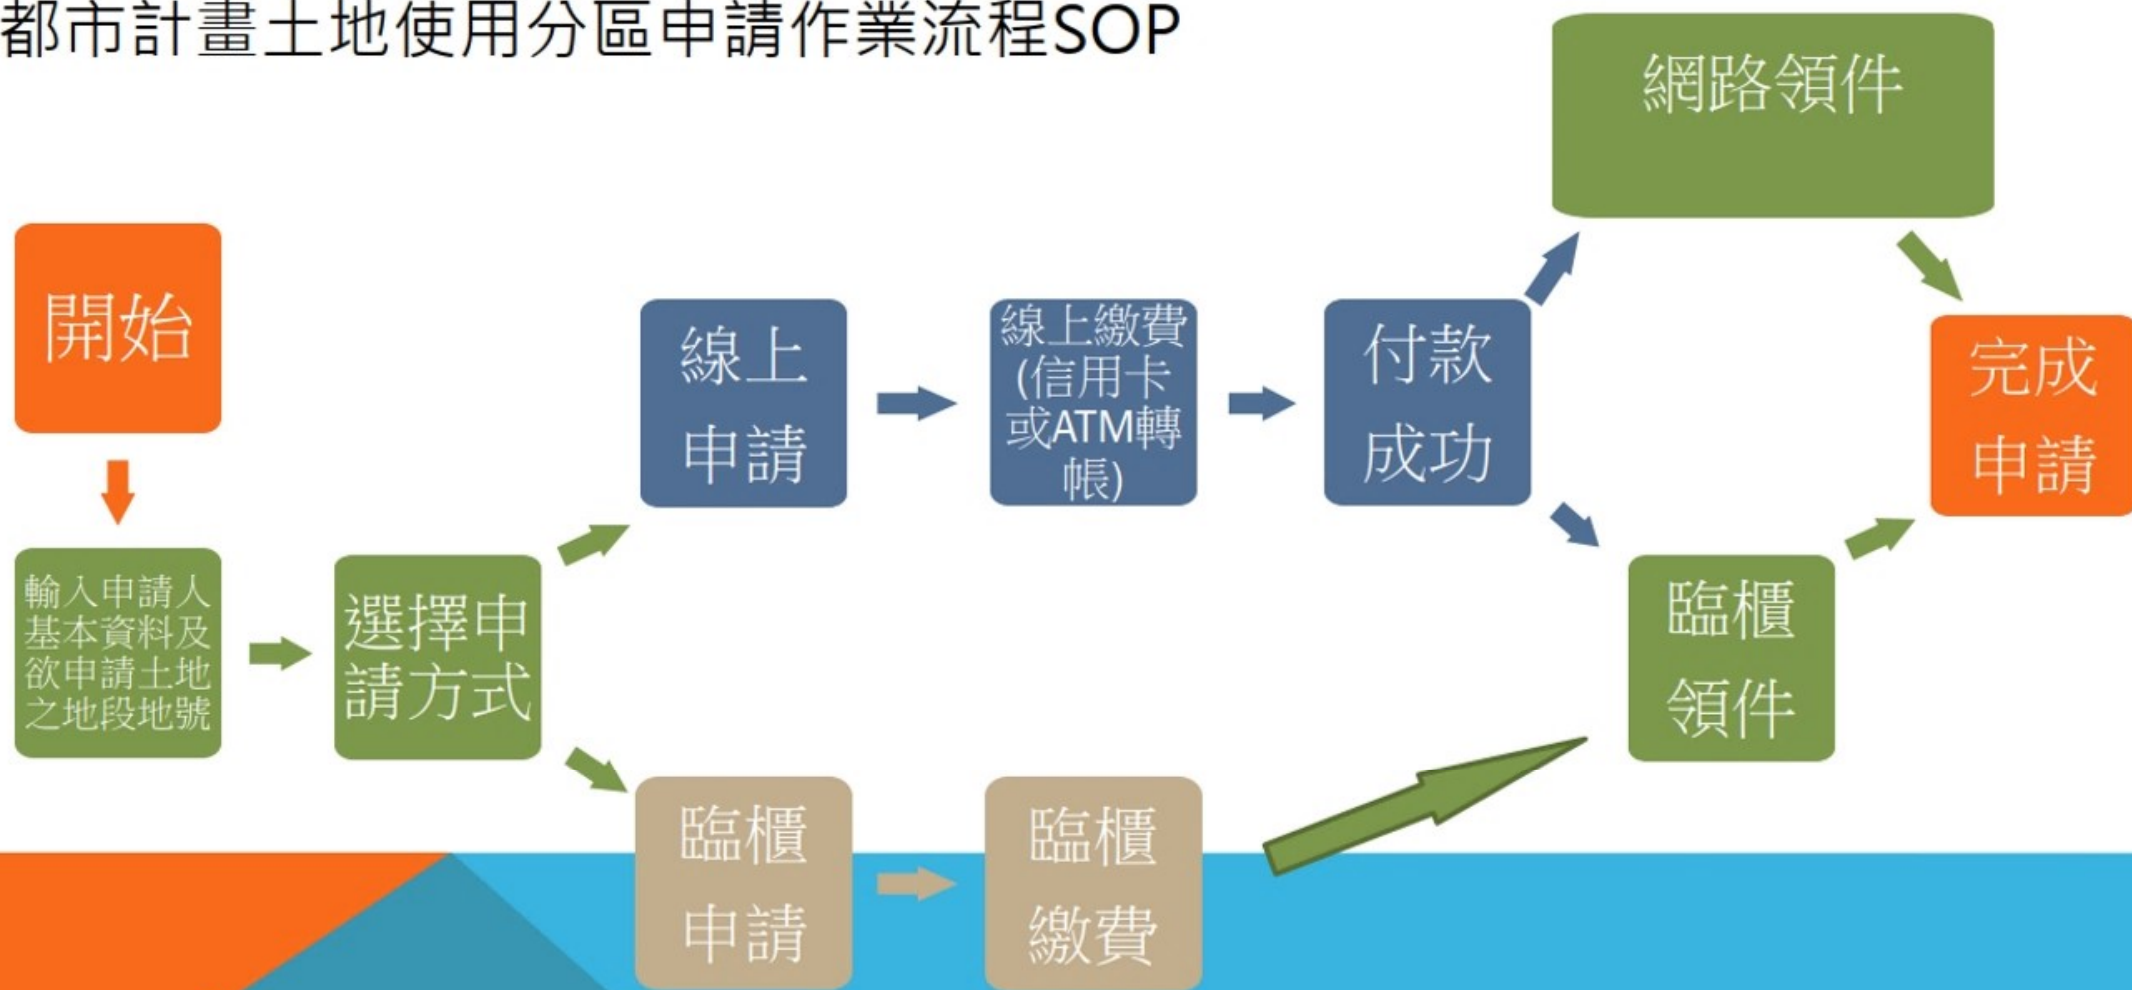 都市計畫土地使用分區申請作業流程SOP
開始
輸入申請人
基本資料及
欲申請土地
之地段地號
選擇申
請方式
線上
申請
線上繳費
(信用卡
或ATM轉
帳)
付款
成功
網路領件
臨櫃
申請
臨櫃
繳費
臨櫃
領件
完成
申請